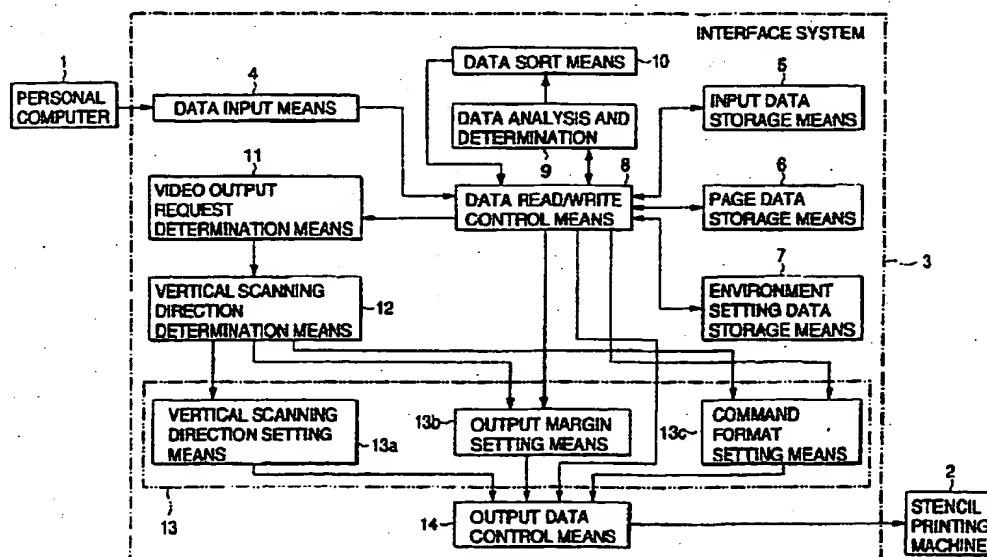 INTERFACE SYSTEM
1
PERSONAL
COMPUTER
4
DATA INPUT MEANS
DATA SORT MEANS
10
DATA ANALYSIS AND
DETERMINATION
9
5
INPUT DATA
STORAGE MEANS
11
VIDEO OUTPUT
REQUEST
DETERMINATION MEANS
8
DATA READ/WRITE
CONTROL MEANS
6
PAGE DATA
STORAGE MEANS
3
VERTICAL SCANNING
DIRECTION
DETERMINATION MEANS
12
7
ENVIRONMENT
SETTING DATA
STORAGE MEANS
VERTICAL SCANNING
DIRECTION SETTING
MEANS
13a
13b
OUTPUT MARGIN
SETTING MEANS
13c
COMMAND
FORMAT
SETTING MEANS
13
14
OUTPUT DATA
CONTROL MEANS
2
STENCIL
PRINTING
MACHINE